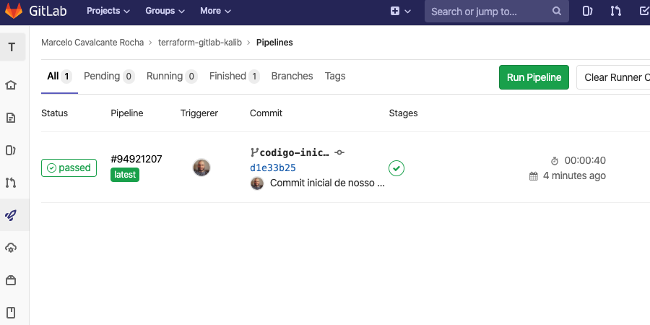 GitLab Projects Groups More Search or jump to...
T Marcelo Cavalcante Rocha > terraform-gitlab-kalib > Pipelines
All 1 Pending 0 Running 0 Finished 1 Branches Tags Run Pipeline Clear Runner C
Status Pipeline Triggerer Commit Stages
#94921207 codigo-inic... 00:00:40
passed d1e33b25
latest Commit inicial de nosso ... 4 minutes ago